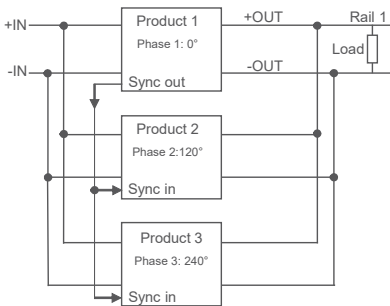 Product 1
+IN
+OUT
Rail 1
Phase 1: 0°
Load
-IN
-OUT
Sync out
Product 2
Phase 2:120°
Sync in
Product 3
Phase 3: 240°
Sync in